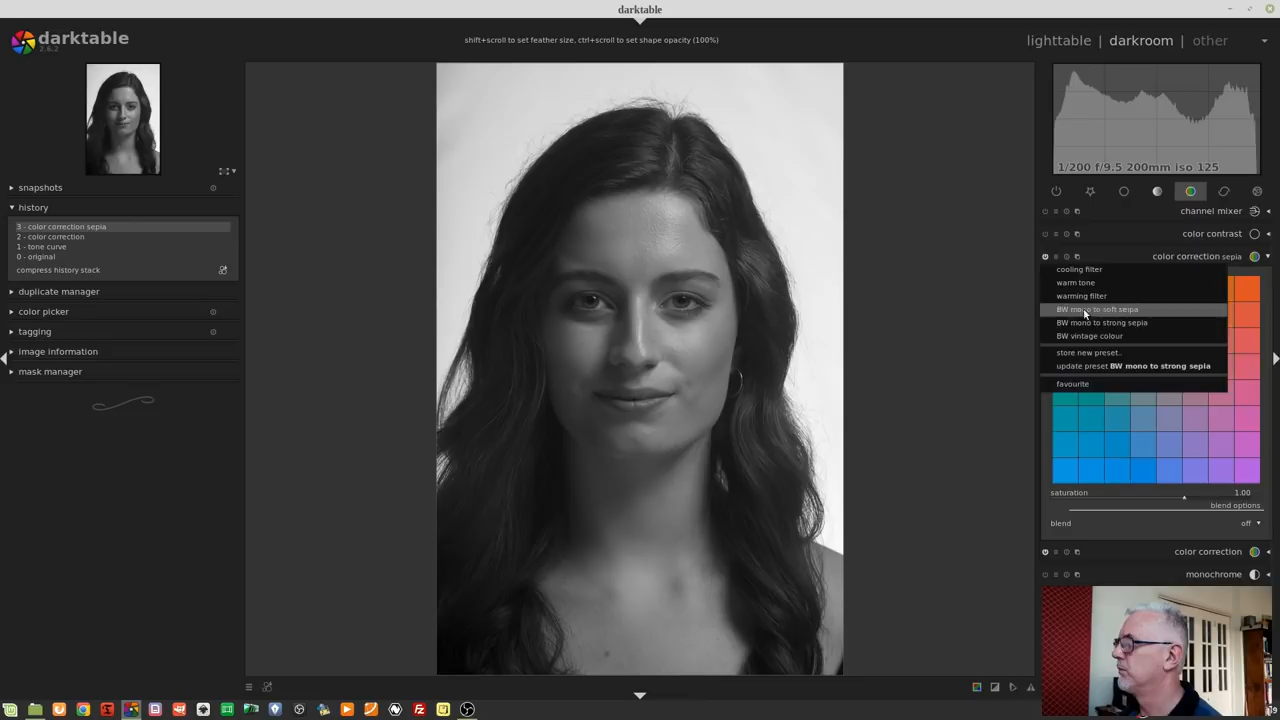 darktable
darktable
2.6.2
shift+scroll to set feather size, ctrl+scroll to set shape opacity (100%)
lighttable | darkroom | other
1/200 f/9.5 200mm iso 125
snapshots
history
3 - color correction sepia
2 - color correction
1 - tone curve
0 - original
compress history stack
duplicate manager
color picker
tagging
image information
mask manager
channel mixer
color contrast
color correction sepia
cooling filter
warm tone
warming filter
BW mono to soft seipa
BW mono to strong sepia
BW vintage colour
store new preset..
update preset BW mono to strong sepia
favourite
saturation 1.00
blend options
blend off
color correction
monochrome